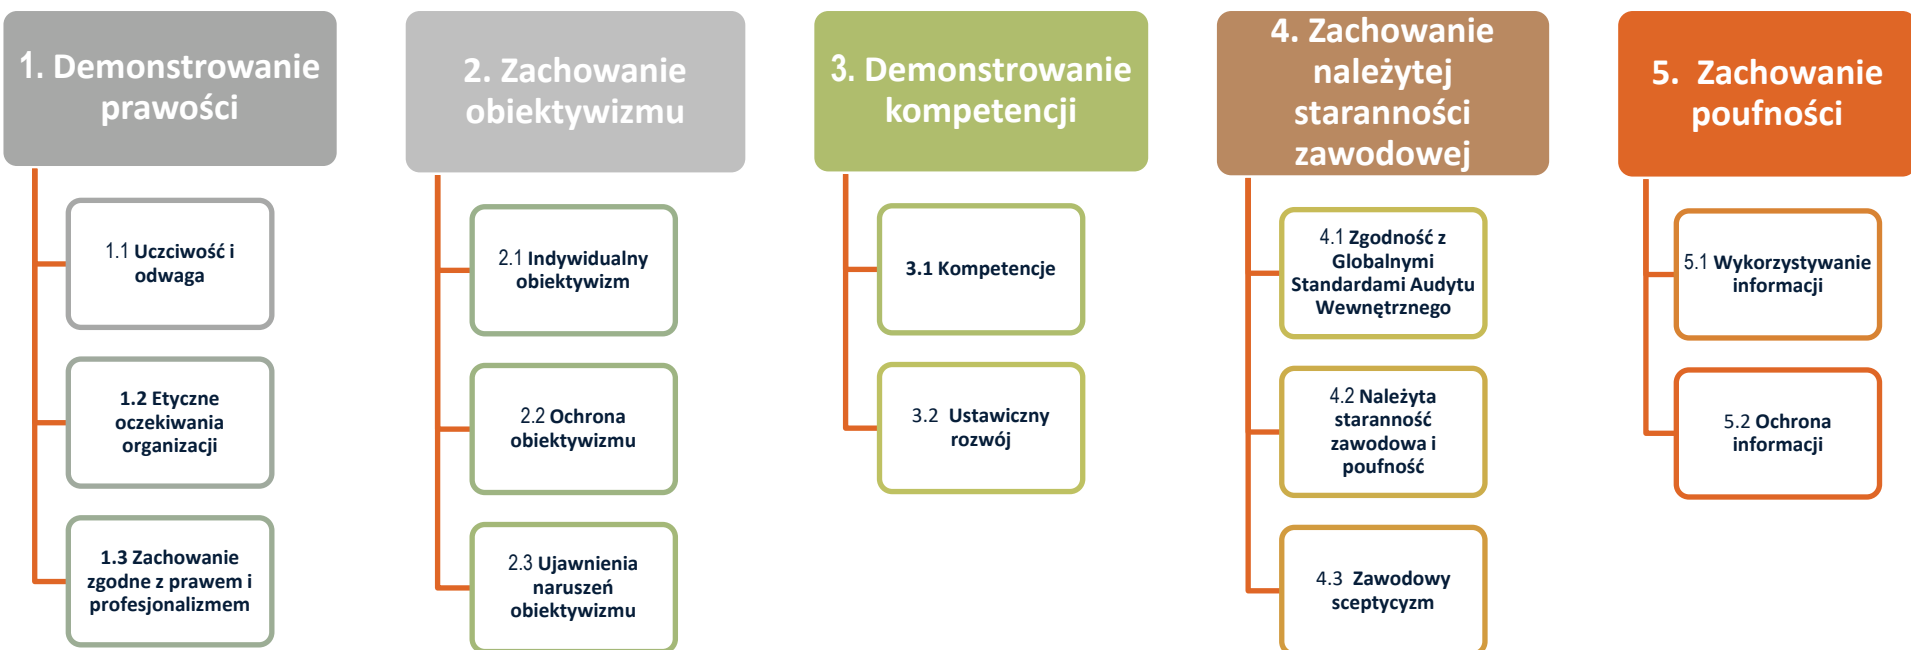 1. Demonstrowanie
prawości
1.1 Uczciwość i
odwaga
1.2 Etyczne
oczekiwania
organizacji
1.3 Zachowanie
zgodne z prawem i
profesjonalizmem
2. Zachowanie
obiektywizmu
2.1 Indywidualny
obiektywizm
2.2 Ochrona
obiektywizmu
2.3 Ujawnienia
naruszeń
obiektywizmu
3. Demonstrowanie
kompetencji
3.1 Kompetencje
3.2 Ustawiczny
rozwój
4. Zachowanie
należytej
staranności
zawodowej
4.1 Zgodność z
Globalnymi
Standardami Audytu
Wewnętrznego
4.2 Należyta
staranność
zawodowa i
poufność
4.3 Zawodowy
sceptycyzm
5. Zachowanie
poufności
5.1 Wykorzystywanie
informacji
5.2 Ochrona
informacji